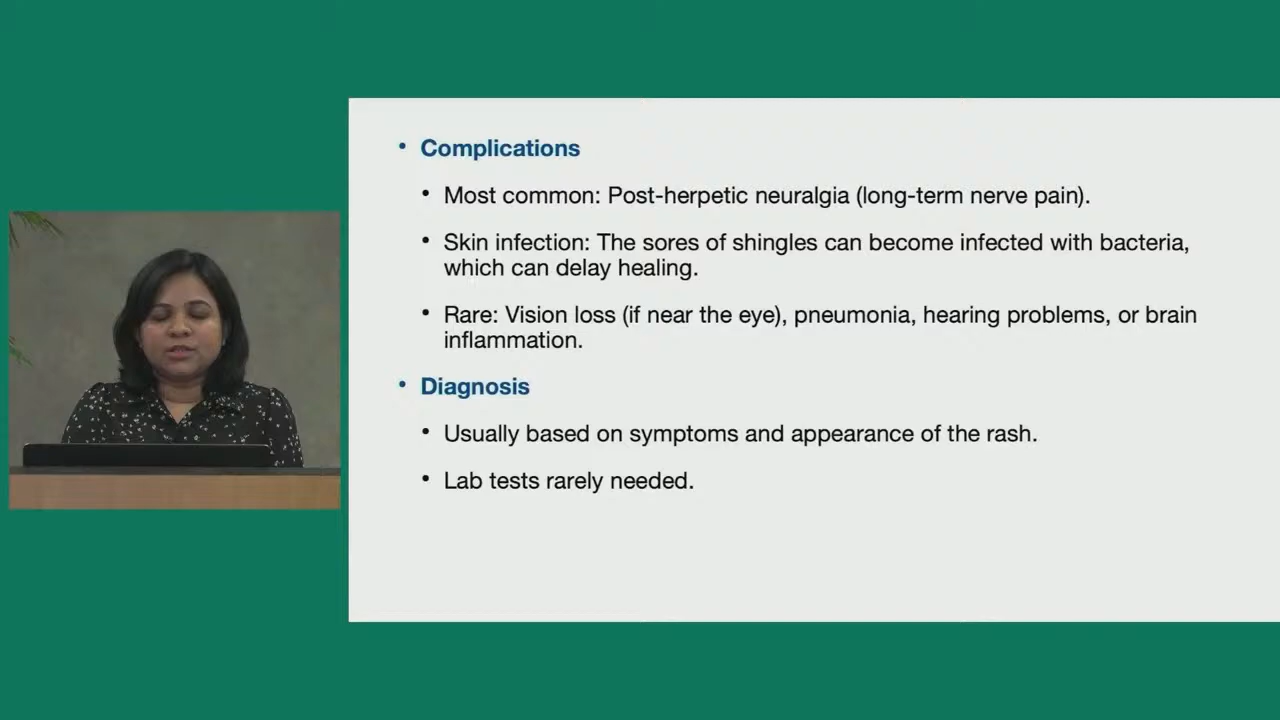 • Complications
• Most common: Post-herpetic neuralgia (long-term nerve pain).
• Skin infection: The sores of shingles can become infected with bacteria,
which can delay healing.
• Rare: Vision loss (if near the eye), pneumonia, hearing problems, or brain
inflammation.
• Diagnosis
• Usually based on symptoms and appearance of the rash.
• Lab tests rarely needed.